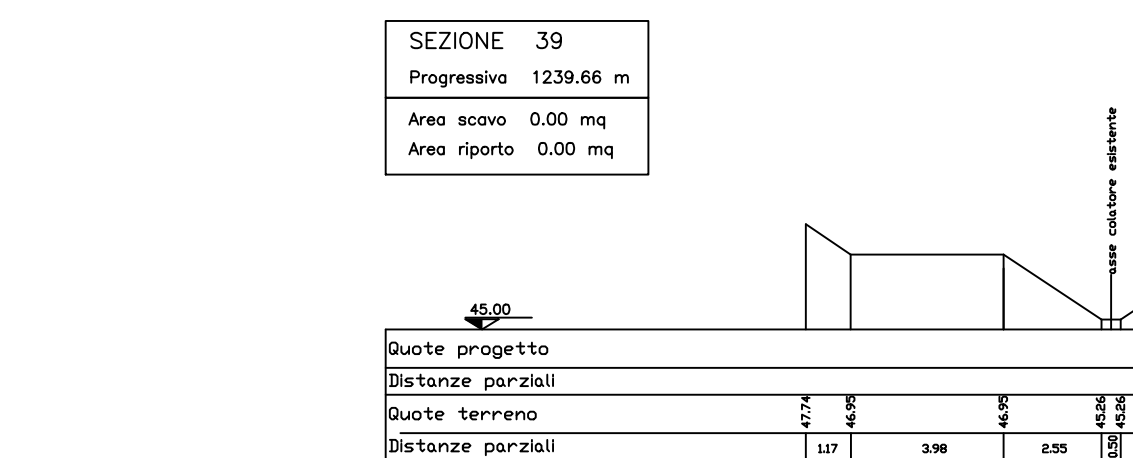 SEZIONE 39
Progressiva 1239.66 m
Area scavo 0.00 mq
Area riporto 0.00 mq
asse colatore esistente
45.00
Quote progetto
Distanze parziali
Quote terreno 47.74 46.95 46.95 45.26 45.26
Distanze parziali 1.17 3.98 2.55 0.50